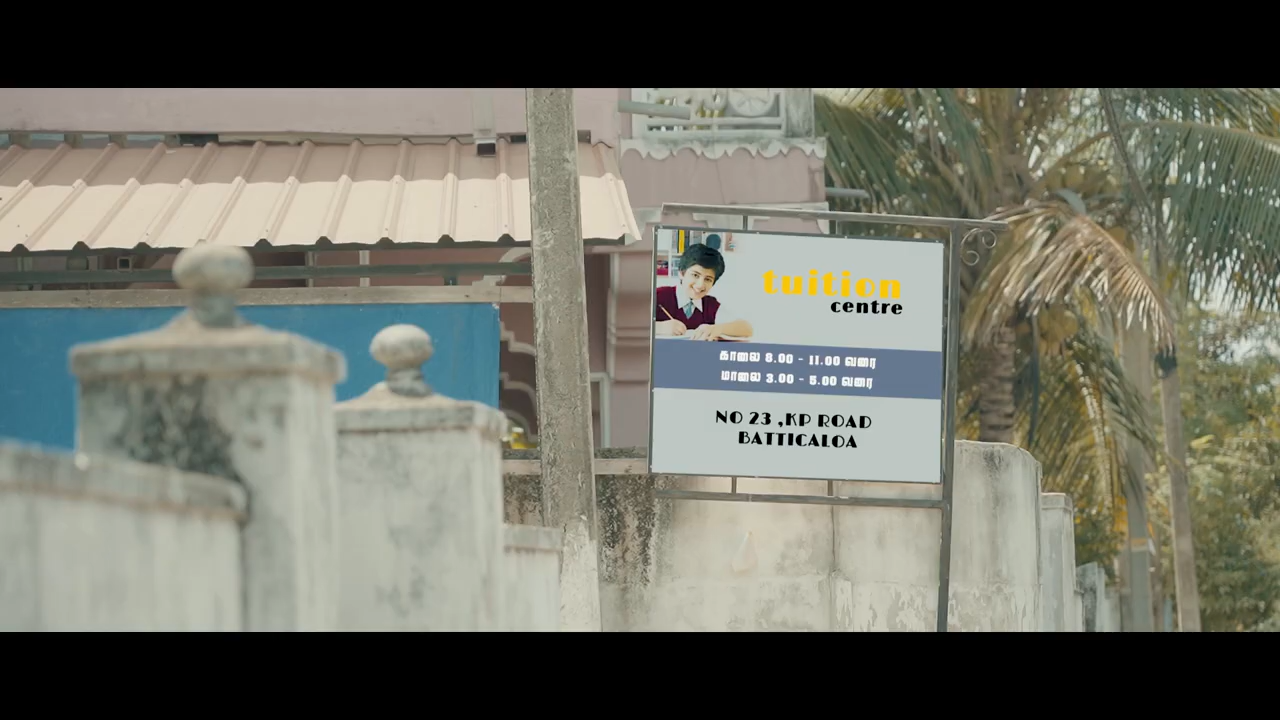 tuition
centre
காலை 8.00 - 11.00 வரை
மாலை 3.00 - 5.00 வரை
NO 23 ,KP ROAD
BATTICALOA